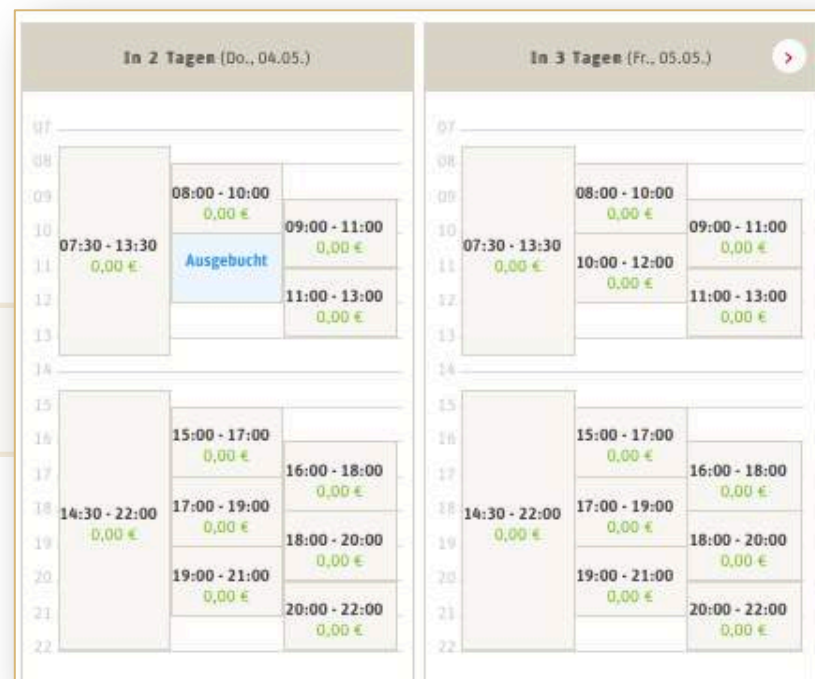 In 2 Tagen (Do., 04.05.)
07
08
09
10
11
12
13
14
15
16
17
18
19
20
21
22
07:30 - 13:30
0,00 €
14:30 - 22:00
0,00 €
08:00 - 10:00
0,00 €
Ausgebucht
15:00 - 17:00
0,00 €
17:00 - 19:00
0,00 €
19:00 - 21:00
0,00 €
09:00 - 11:00
0,00 €
11:00 - 13:00
0,00 €
16:00 - 18:00
0,00 €
18:00 - 20:00
0,00 €
20:00 - 22:00
0,00 €
In 3 Tagen (Fr., 05.05.)
07
08
09
10
11
12
13
14
15
16
17
18
19
20
21
22
07:30 - 13:30
0,00 €
14:30 - 22:00
0,00 €
08:00 - 10:00
0,00 €
10:00 - 12:00
0,00 €
15:00 - 17:00
0,00 €
17:00 - 19:00
0,00 €
19:00 - 21:00
0,00 €
09:00 - 11:00
0,00 €
11:00 - 13:00
0,00 €
16:00 - 18:00
0,00 €
18:00 - 20:00
0,00 €
20:00 - 22:00
0,00 €